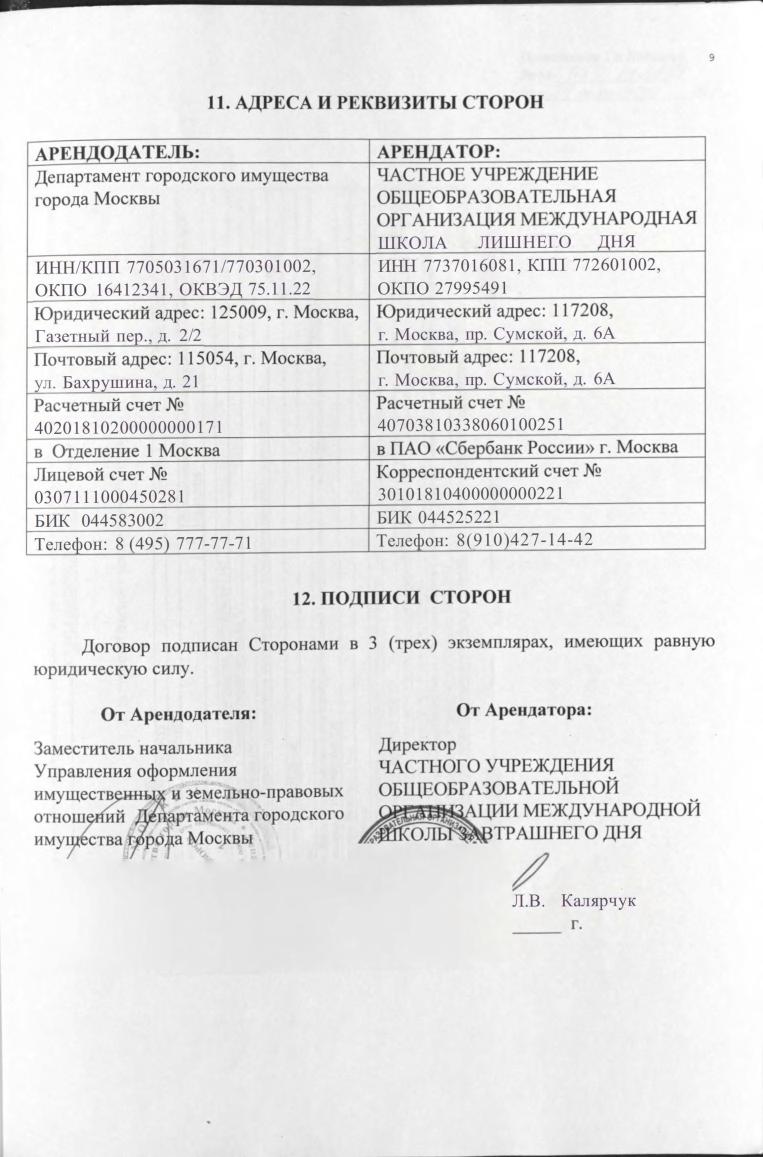 9
11. АДРЕСА И РЕКВИЗИТЫ СТОРОН
АРЕНДОДАТЕЛЬ:
АРЕНДАТОР:
Департамент городского имущества
города Москвы
ЧАСТНОЕ УЧРЕЖДЕНИЕ
ОБЩЕОБРАЗОВАТЕЛЬНАЯ
ОРГАНИЗАЦИЯ МЕЖДУНАРОДНАЯ
ШКОЛА ЛИШНЕГО ДНЯ
ИНН/КПП 7705031671/770301002,
ОКПО 16412341, ОКВЭД 75.11.22
ИНН 7737016081, КПП 772601002,
ОКПО 27995491
Юридический адрес: 125009, г. Москва,
Газетный пер., д. 2/2
Юридический адрес: 117208,
г. Москва, пр. Сумской, д. 6А
Почтовый адрес: 115054, г. Москва,
ул. Бахрушина, д. 21
Почтовый адрес: 117208,
г. Москва, пр. Сумской, д. 6А
Расчетный счет №
40201810200000000171
Расчетный счет №
40703810338060100251
в Отделение 1 Москва
в ПАО «Сбербанк России» г. Москва
Лицевой счет №
0307111000450281
Корреспондентский счет №
30101810400000000221
БИК 044583002
БИК 044525221
Телефон: 8 (495) 777-77-71
Телефон: 8(910)427-14-42
12. ПОДПИСИ СТОРОН
Договор подписан Сторонами в 3 (трех) экземплярах, имеющих равную
юридическую силу.
От Арендодателя:
Заместитель начальника
Управления оформления
имущественных и земельно-правовых
отношений Департамента городского
имущества города Москвы
От Арендатора:
Директор
ЧАСТНОГО УЧРЕЖДЕНИЯ
ОБЩЕОБРАЗОВАТЕЛЬНОЙ
ОРГАНИЗАЦИИ МЕЖДУНАРОДНОЙ
ШКОЛЫ ЗАВТРАШНЕГО ДНЯ
Л.В. Калярчук
_____ г.